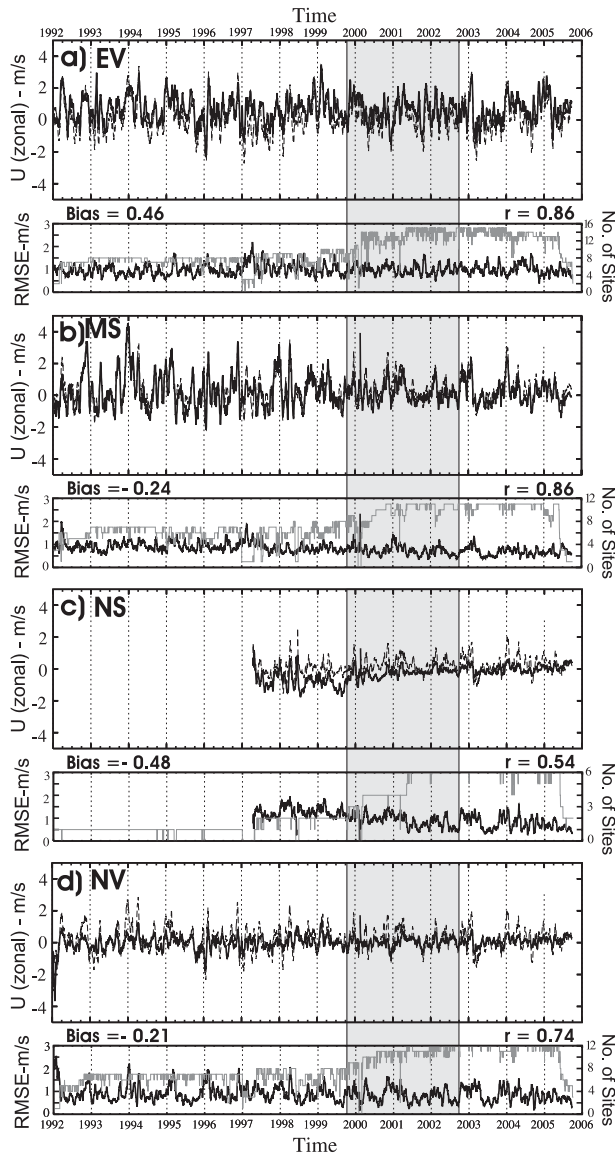 Time
1992 1993 1994 1995 1996 1997 1998 1999 2000 2001 2002 2003 2004 2005 2006
a) EV
U (zonal) - m/s
4
2
0
-2
-4
Bias = 0.46 r = 0.86
RMSE-m/s
3
2
1
0
No. of Sites
16
12
8
4
0
b) MS
U (zonal) - m/s
4
2
0
-2
-4
Bias = - 0.24 r = 0.86
RMSE-m/s
3
2
1
0
No. of Sites
12
8
4
0
c) NS
U (zonal) - m/s
4
2
0
-2
-4
Bias = - 0.48 r = 0.54
RMSE-m/s
3
2
1
0
No. of Sites
6
3
0
d) NV
U (zonal) - m/s
4
2
0
-2
-4
Bias = - 0.21 r = 0.74
RMSE-m/s
3
2
1
0
No. of Sites
12
8
4
0
1992 1993 1994 1995 1996 1997 1998 1999 2000 2001 2002 2003 2004 2005 2006
Time